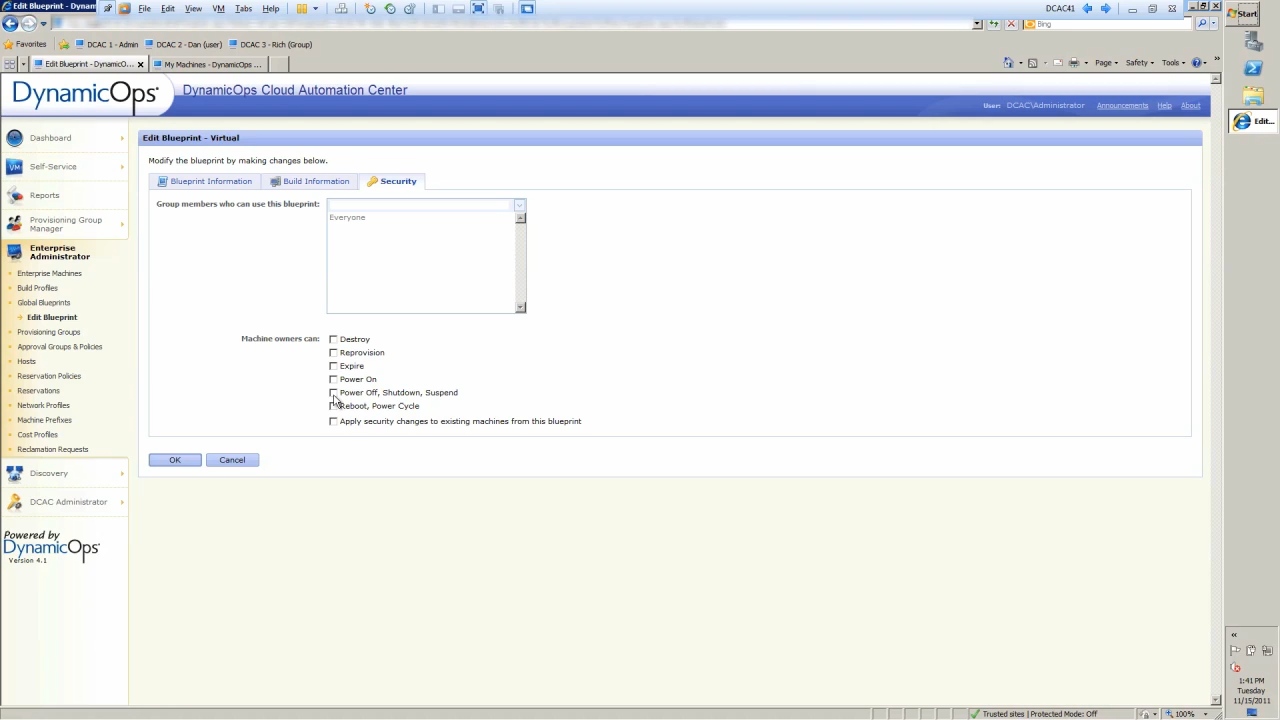 Edit Blueprint - Dynam
File Edit View VM Tabs Help
DCAC41
Start
Bing
Favorites DCAC 1 - Admin DCAC 2 - Dan (user) DCAC 3 - Rich (Group)
Edit Blueprint - DynamicO... My Machines - DynamicOps ...
Page Safety Tools
DynamicOps
DynamicOps Cloud Automation Center
User: DCAC\Administrator Announcements Help About
Edit...
Dashboard
VM Self-Service
Reports
Provisioning Group Manager
Enterprise Administrator
Enterprise Machines
Build Profiles
Global Blueprints
Edit Blueprint
Provisioning Groups
Approval Groups & Policies
Hosts
Reservation Policies
Reservations
Network Profiles
Machine Prefixes
Cost Profiles
Reclamation Requests
Discovery
DCAC Administrator
Powered by
DynamicOps
Version 4.1
Edit Blueprint - Virtual
Modify the blueprint by making changes below.
Blueprint Information Build Information Security
Group members who can use this blueprint:
Everyone
Machine owners can: Destroy
Reprovision
Expire
Power On
Power Off, Shutdown, Suspend
Reboot, Power Cycle
Apply security changes to existing machines from this blueprint
OK Cancel
Trusted sites | Protected Mode: Off
100%
1:41 PM
Tuesday
11/15/2011